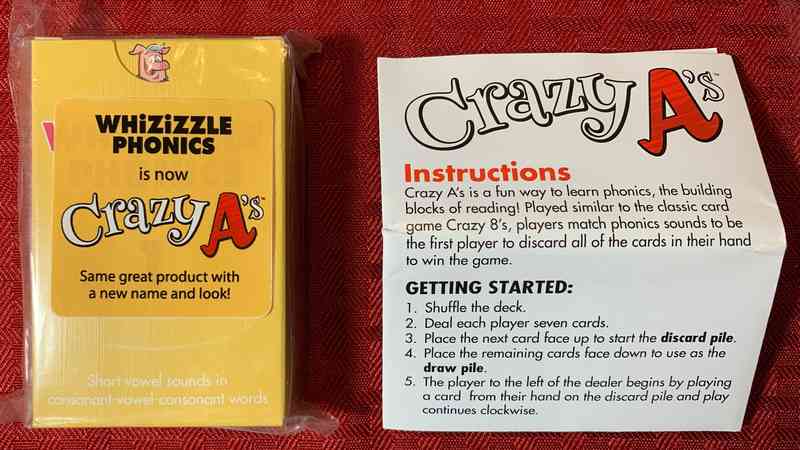 WHiZiZZLE
PHONICS
is now
Crazy A's™
Same great product with
a new name and look!
Short vowel sounds in
consonant-vowel-consonant words
Crazy A's™
Instructions
Crazy A's is a fun way to learn phonics, the building
blocks of reading! Played similar to the classic card
game Crazy 8's, players match phonics sounds to be
the first player to discard all of the cards in their hand
to win the game.
GETTING STARTED:
1. Shuffle the deck.
2. Deal each player seven cards.
3. Place the next card face up to start the discard pile.
4. Place the remaining cards face down to use as the
draw pile.
5. The player to the left of the dealer begins by playing
a card from their hand on the discard pile and play
continues clockwise.